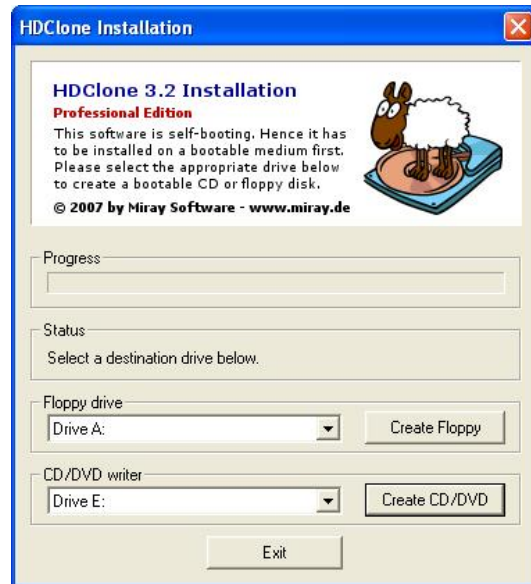 HDClone Installation
HDClone 3.2 Installation
Professional Edition
This software is self-booting. Hence it has
to be installed on a bootable medium first.
Please select the appropriate drive below
to create a bootable CD or floppy disk.
© 2007 by Miray Software - www.miray.de
Progress
Status
Select a destination drive below.
Floppy drive
Drive A:
Create Floppy
CD/DVD writer
Drive E:
Create CD/DVD
Exit